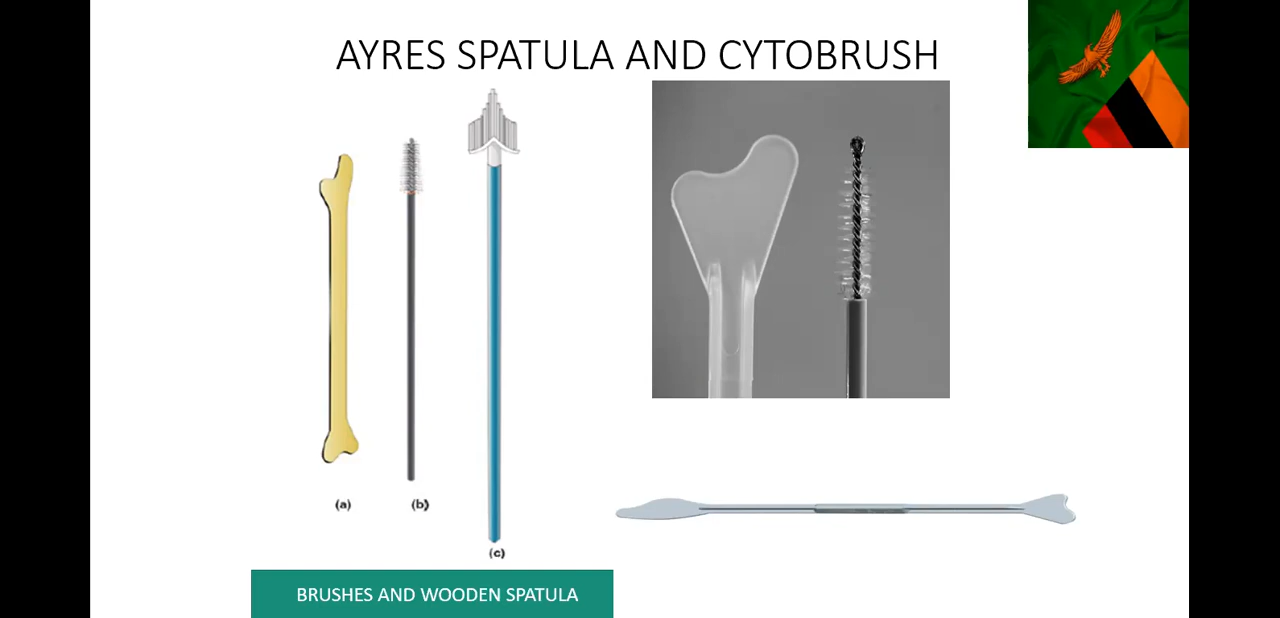 AYRES SPATULA AND CYTOBRUSH
(a)
(b)
(c)
BRUSHES AND WOODEN SPATULA